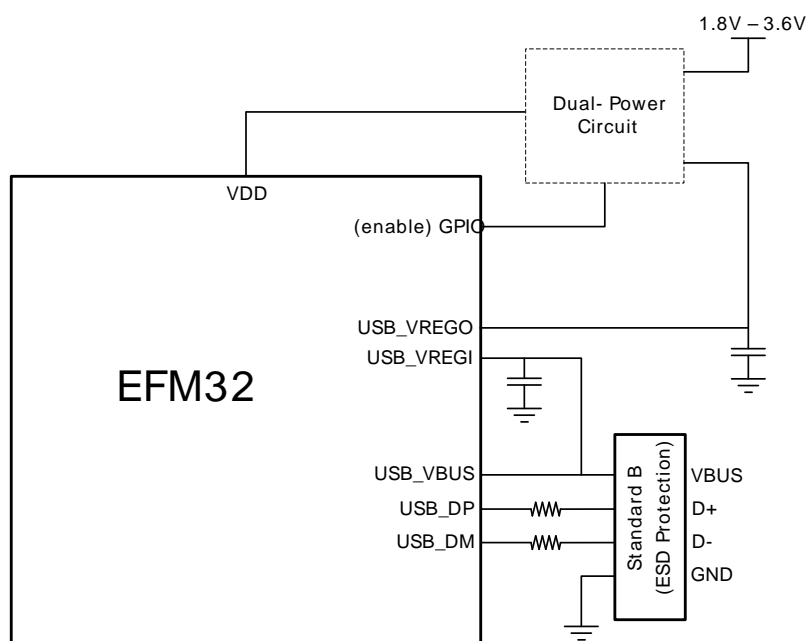 1.8V – 3.6V
Dual- Power
Circuit
VDD
(enable) GPIO
USB_VREGO
USB_VREGI
EFM32
USB_VBUS
USB_DP
USB_DM
Standard B
(ESD Protection)
VBUS
D+
D-
GND